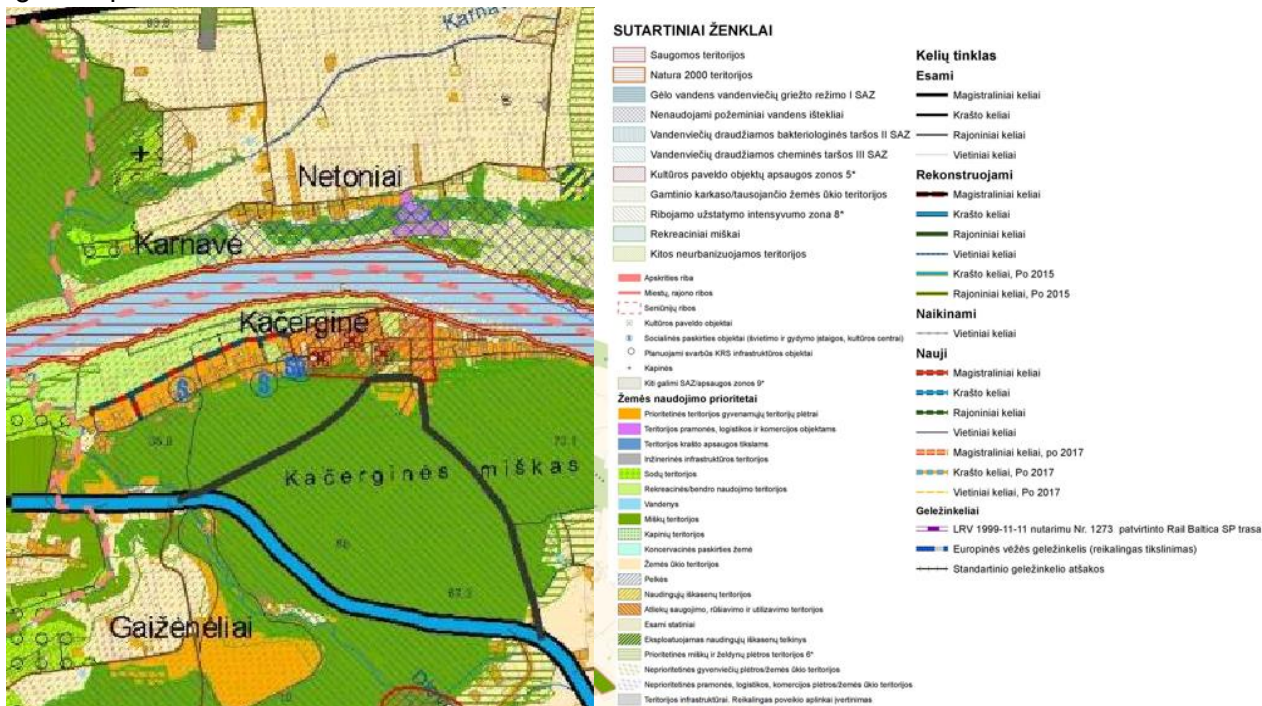 Netoniai
Karnavė
Kačerginė
35.8
73.8
Kačerginės miškas
67.3
Gaižėnėliai
SUTARTINIAI ŽENKLAI
Saugomos teritorijos
Natura 2000 teritorijos
Gėlo vandens vandenviečių griežto režimo I SAZ
Nenaudojami požeminiai vandens ištekliai
Vandenviečių draudžiamos bakteriologinės taršos II SAZ
Vandenviečių draudžiamos cheminės taršos III SAZ
Kultūros paveldo objektų apsaugos zonos 5*
Gamtinio karkaso/tausojančio žemės ūkio teritorijos
Ribojamo užstatymo intensyvumo zona 8*
Rekreaciniai miškai
Kitos neurbanizuojamos teritorijos
Apskrities riba
Miestų, rajono ribos
Seniūnijų ribos
Kultūros paveldo objektai
Socialinės paskirties objektai (švietimo ir gydymo įstaigos, kultūros centrai)
Planuojami svarbūs KRS infrastruktūros objektai
Kapinės
Kiti galimi SAZ/apsaugos zonos 9*
Žemės naudojimo prioritetai
Prioritetinės teritorijos gyvenamųjų teritorijų plėtrai
Teritorijos pramonės, logistikos ir komercijos objektams
Teritorijos krašto apsaugos tikslams
Inžinerinės infrastruktūros teritorijos
Sodų teritorijos
Rekreacinės/bendro naudojimo teritorijos
Vandenys
Miškų teritorijos
Kapinių teritorijos
Koncervacinės paskirties žemė
Žemės ūkio teritorijos
Pelkės
Naudingųjų iškasenų teritorijos
Atliekų saugojimo, rūšiavimo ir utilizavimo teritorijos
Esami statiniai
Eksploatuojamas naudingųjų iškasenų telkinys
Prioritetinės miškų ir želdynų plėtros teritorijos 6*
Neprioritetinės gyvenviečių plėtros/žemės ūkio teritorijos
Neprioritetinės pramonės, logistikos, komercijos plėtros/žemės ūkio teritorijos
Teritorijos infrastruktūrai. Reikalingas poveikio aplinkai įvertinimas
Kelių tinklas
Esami
Magistraliniai keliai
Krašto keliai
Rajoniniai keliai
Vietiniai keliai
Rekonstruojami
Magistraliniai keliai
Krašto keliai
Rajoniniai keliai
Vietiniai keliai
Krašto keliai, Po 2015
Rajoniniai keliai, Po 2015
Naikinami
Vietiniai keliai
Nauji
Magistraliniai keliai
Krašto keliai
Rajoniniai keliai
Vietiniai keliai
Magistraliniai keliai, po 2017
Krašto keliai, Po 2017
Vietiniai keliai, Po 2017
Geležinkeliai
LRV 1999-11-11 nutarimu Nr. 1273 patvirtinto Rail Baltica SP trasa
Europinės vėžės geležinkelis (reikalingas tikslinimas)
Standartinio geležinkelio atšakos